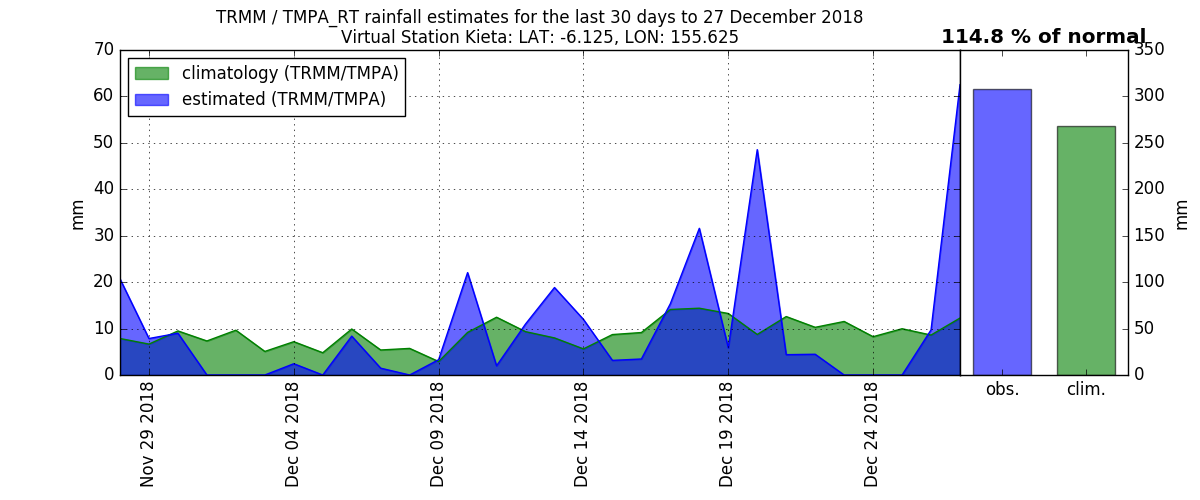 TRMM / TMPA_RT rainfall estimates for the last 30 days to 27 December 2018
Virtual Station Kieta: LAT: -6.125, LON: 155.625
114.8 % of normal
climatology (TRMM/TMPA)
estimated (TRMM/TMPA)
70
60
50
40
30
20
10
0
mm
Nov 29 2018
Dec 04 2018
Dec 09 2018
Dec 14 2018
Dec 19 2018
Dec 24 2018
obs.
clim.
350
300
250
200
150
100
50
0
mm